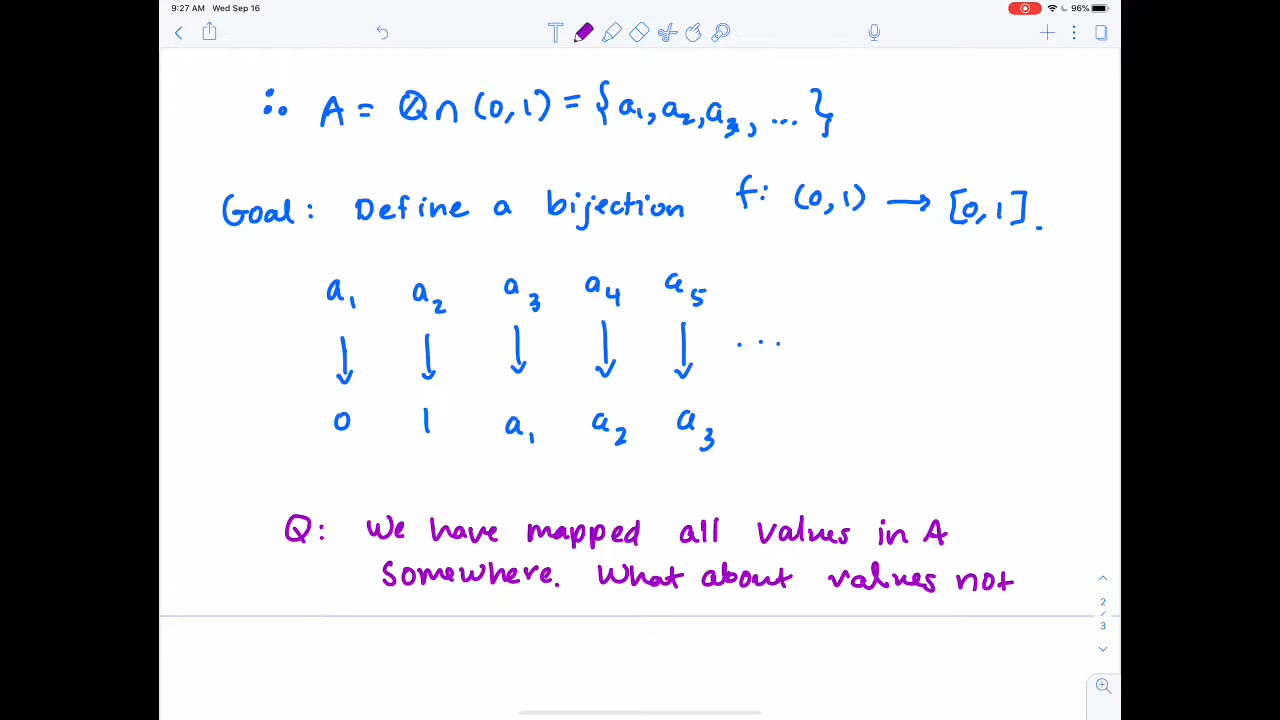 9:27 AM Wed Sep 16
96%
∴ A = ℚ ∩ (0,1) = {a₁, a₂, a₃, ... }
Goal: Define a bijection f: (0,1) → [0,1].
a₁ a₂ a₃ a₄ a₅
↓ ↓ ↓ ↓ ↓ ...
0 1 a₁ a₂ a₃
Q: We have mapped all values in A
somewhere. What about values not
2
/
3